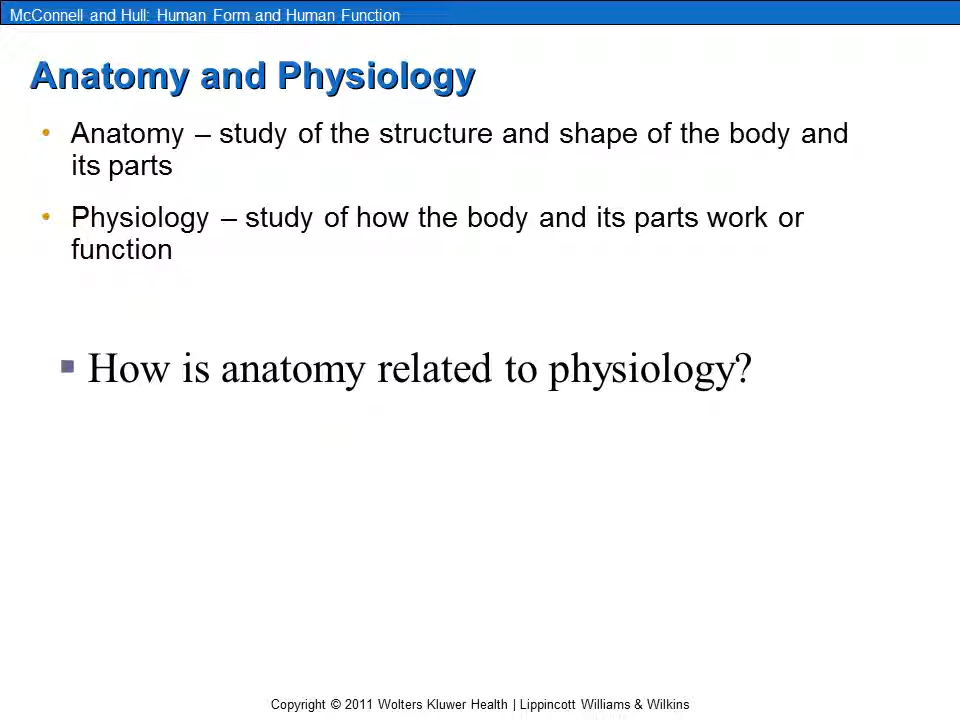 McConnell and Hull: Human Form and Human Function
Anatomy and Physiology
• Anatomy – study of the structure and shape of the body and
its parts
• Physiology – study of how the body and its parts work or
function
▪ How is anatomy related to physiology?
Copyright © 2011 Wolters Kluwer Health | Lippincott Williams & Wilkins